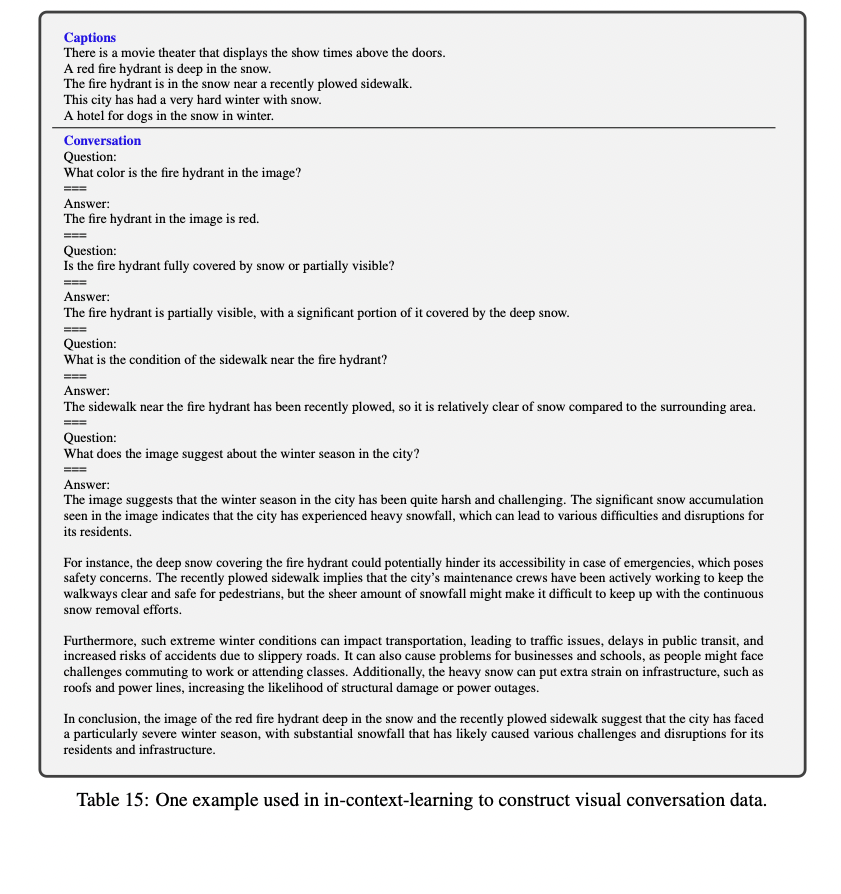 Captions
There is a movie theater that displays the show times above the doors.
A red fire hydrant is deep in the snow.
The fire hydrant is in the snow near a recently plowed sidewalk.
This city has had a very hard winter with snow.
A hotel for dogs in the snow in winter.
Conversation
Question:
What color is the fire hydrant in the image?
===
Answer:
The fire hydrant in the image is red.
===
Question:
Is the fire hydrant fully covered by snow or partially visible?
===
Answer:
The fire hydrant is partially visible, with a significant portion of it covered by the deep snow.
===
Question:
What is the condition of the sidewalk near the fire hydrant?
===
Answer:
The sidewalk near the fire hydrant has been recently plowed, so it is relatively clear of snow compared to the surrounding area.
===
Question:
What does the image suggest about the winter season in the city?
===
Answer:
The image suggests that the winter season in the city has been quite harsh and challenging. The significant snow accumulation
seen in the image indicates that the city has experienced heavy snowfall, which can lead to various difficulties and disruptions for
its residents.
For instance, the deep snow covering the fire hydrant could potentially hinder its accessibility in case of emergencies, which poses
safety concerns. The recently plowed sidewalk implies that the city's maintenance crews have been actively working to keep the
walkways clear and safe for pedestrians, but the sheer amount of snowfall might make it difficult to keep up with the continuous
snow removal efforts.
Furthermore, such extreme winter conditions can impact transportation, leading to traffic issues, delays in public transit, and
increased risks of accidents due to slippery roads. It can also cause problems for businesses and schools, as people might face
challenges commuting to work or attending classes. Additionally, the heavy snow can put extra strain on infrastructure, such as
roofs and power lines, increasing the likelihood of structural damage or power outages.
In conclusion, the image of the red fire hydrant deep in the snow and the recently plowed sidewalk suggest that the city has faced
a particularly severe winter season, with substantial snowfall that has likely caused various challenges and disruptions for its
residents and infrastructure.
Table 15: One example used in in-context-learning to construct visual conversation data.